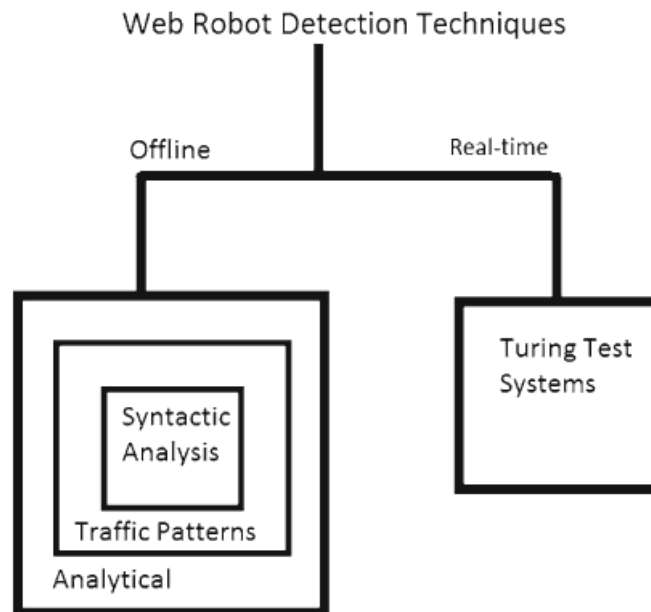 Web Robot Detection Techniques
Offline
Real-time
Syntactic
Analysis
Traffic Patterns
Analytical
Turing Test
Systems